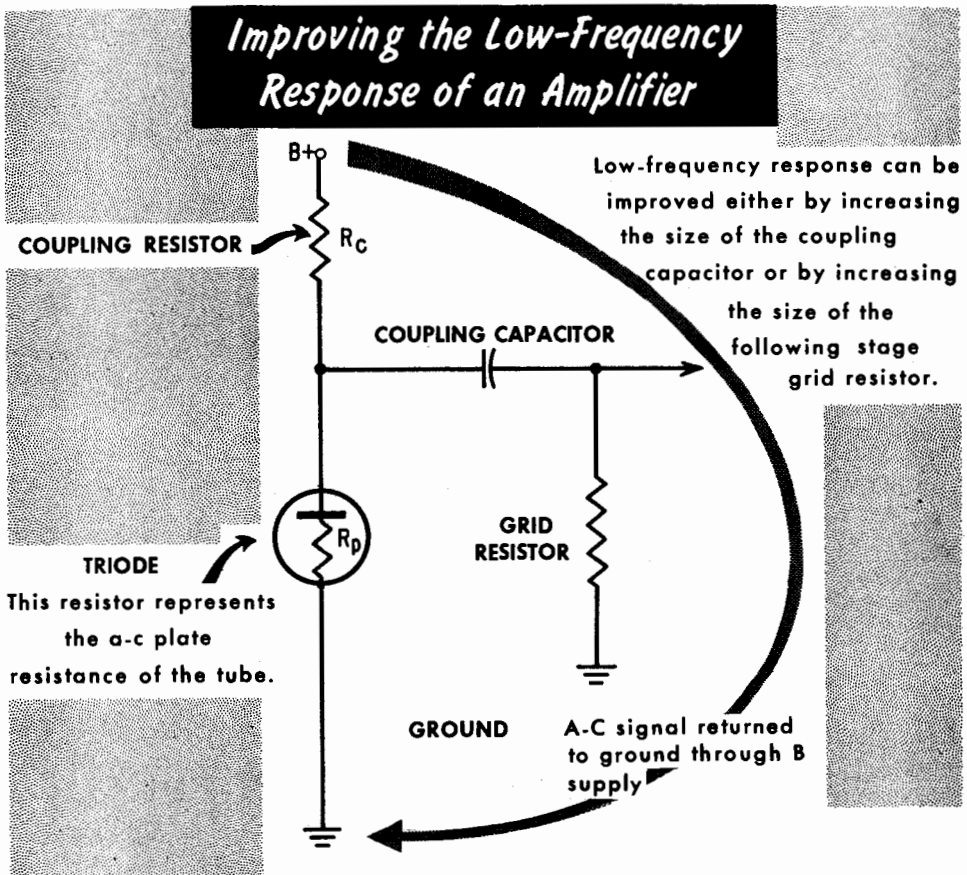 Improving the Low-Frequency
Response of an Amplifier
B+
Low-frequency response can be
improved either by increasing
the size of the coupling
capacitor or by increasing
the size of the
following stage
grid resistor.
COUPLING RESISTOR
Rc
COUPLING CAPACITOR
Rp
GRID
RESISTOR
TRIODE
This resistor represents
the a-c plate
resistance of the tube.
GROUND
A-C signal returned
to ground through B
supply